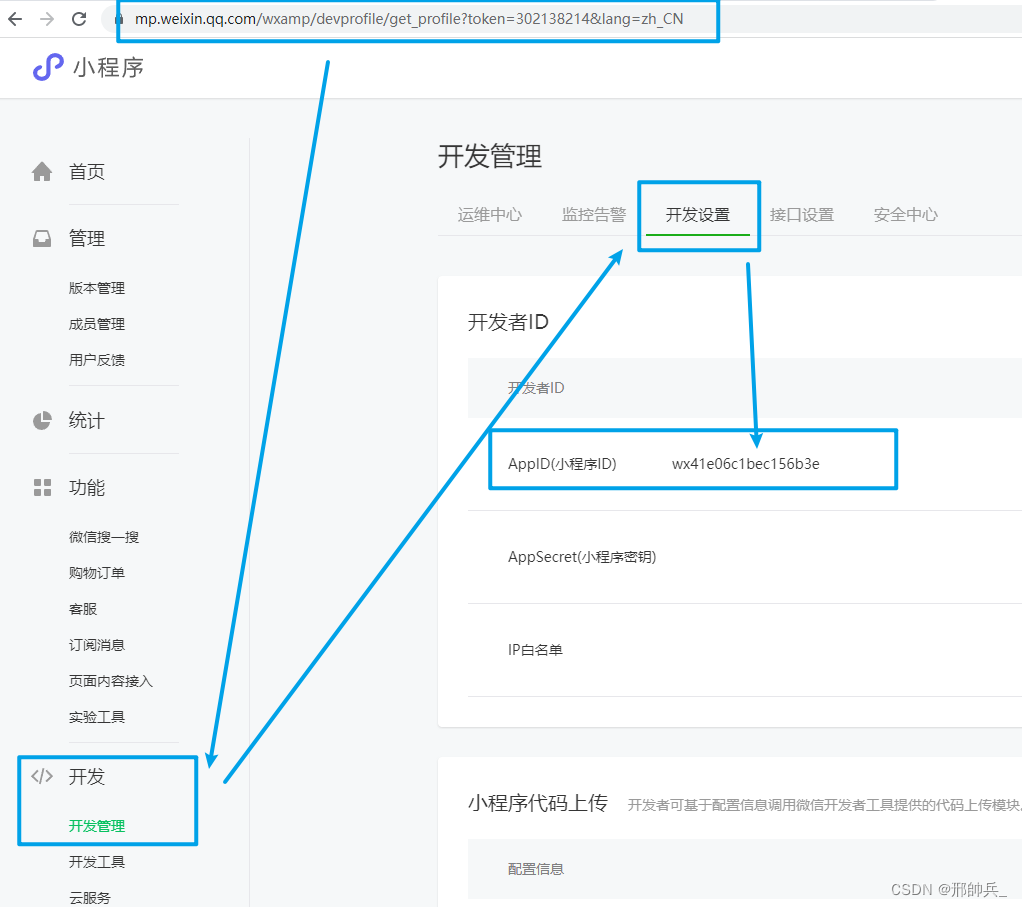 mp.weixin.qq.com/wxamp/devprofile/get_profile?token=302138214&lang=zh_CN
小程序
首页
管理
版本管理
成员管理
用户反馈
统计
功能
微信搜一搜
购物订单
客服
订阅消息
页面内容接入
实验工具
开发
开发管理
开发工具
云服务
开发管理
运维中心 监控告警 开发设置 接口设置 安全中心
开发者ID
开发者ID
AppID(小程序ID) wx41e06c1bec156b3e
AppSecret(小程序密钥)
IP白名单
小程序代码上传 开发者可基于配置信息调用微信开发者工具提供的代码上传模块。
配置信息
CSDN @邢帥兵_